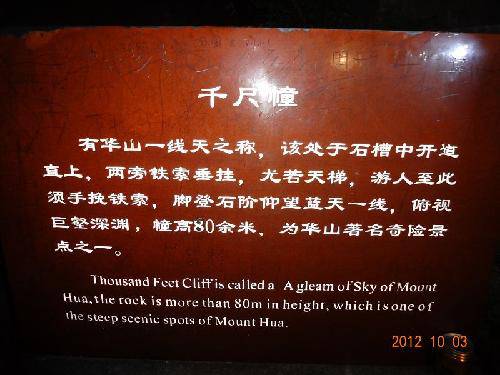 千尺幢
有华山一线天之称，该处于石槽中开道
直上，两旁铁索垂挂，尤若天梯，游人至此
须手挽铁索，脚登石阶仰望蓝天一线，俯视
巨壑深渊，幢高80余米，为华山著名奇险景
点之一。
Thousand Feet Cliff is called a A gleam of Sky of Mount
Hua, the rock is more than 80m in height, which is one of
the steep scenic spots of Mount Hua.
2012 10 03